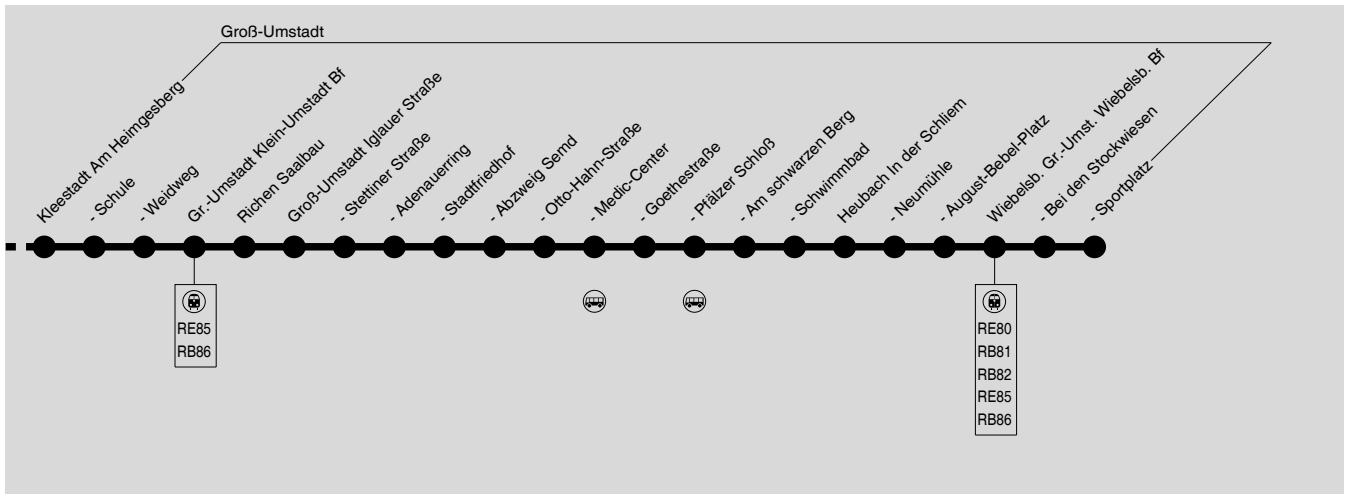 Groß-Umstadt
Kleestadt Am Heimgesberg
- Schule
- Weidweg
Gr.-Umstadt Klein-Umstadt Bf
Richen Saalbau
Groß-Umstadt Iglauer Straße
- Stettiner Straße
- Adenauerring
- Stadtfriedhof
- Abzweig Semd
- Otto-Hahn-Straße
- Medic-Center
- Goethestraße
- Pfälzer Schloß
- Am schwarzen Berg
- Schwimmbad
Heubach In der Schliem
- Neumühle
- August-Bebel-Platz
Wiebelsb. Gr.-Umst. Wiebelsb. Bf
- Bei den Stockwiesen
- Sportplatz
RE85
RB86
RE80
RB81
RB82
RE85
RB86